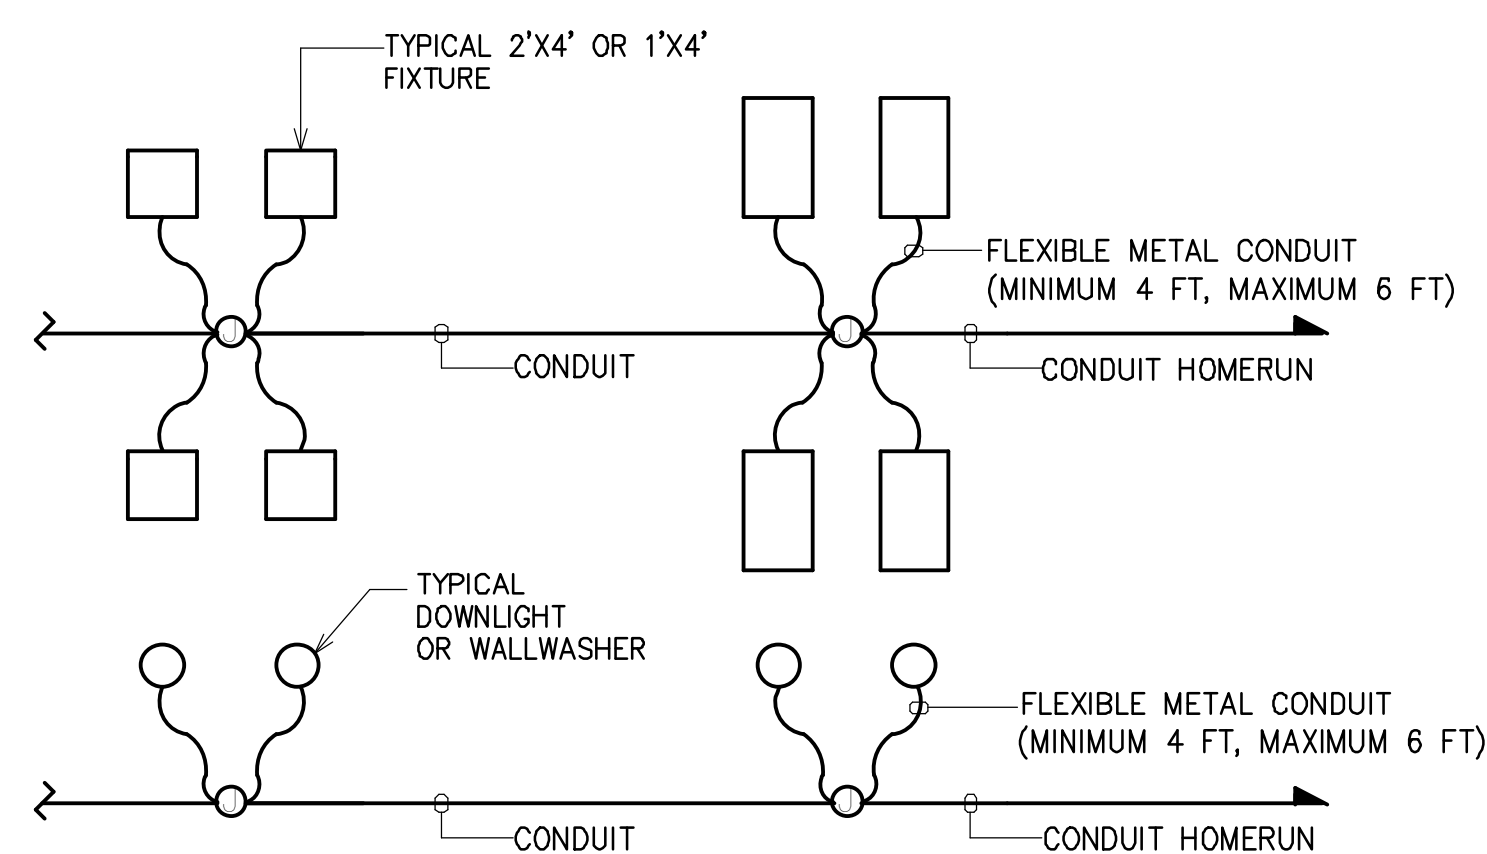 TYPICAL 2'X4' OR 1'X4'
FIXTURE
FLEXIBLE METAL CONDUIT
(MINIMUM 4 FT, MAXIMUM 6 FT)
J
J
CONDUIT
CONDUIT HOMERUN
TYPICAL
DOWNLIGHT
OR WALLWASHER
FLEXIBLE METAL CONDUIT
(MINIMUM 4 FT, MAXIMUM 6 FT)
J
J
CONDUIT
CONDUIT HOMERUN